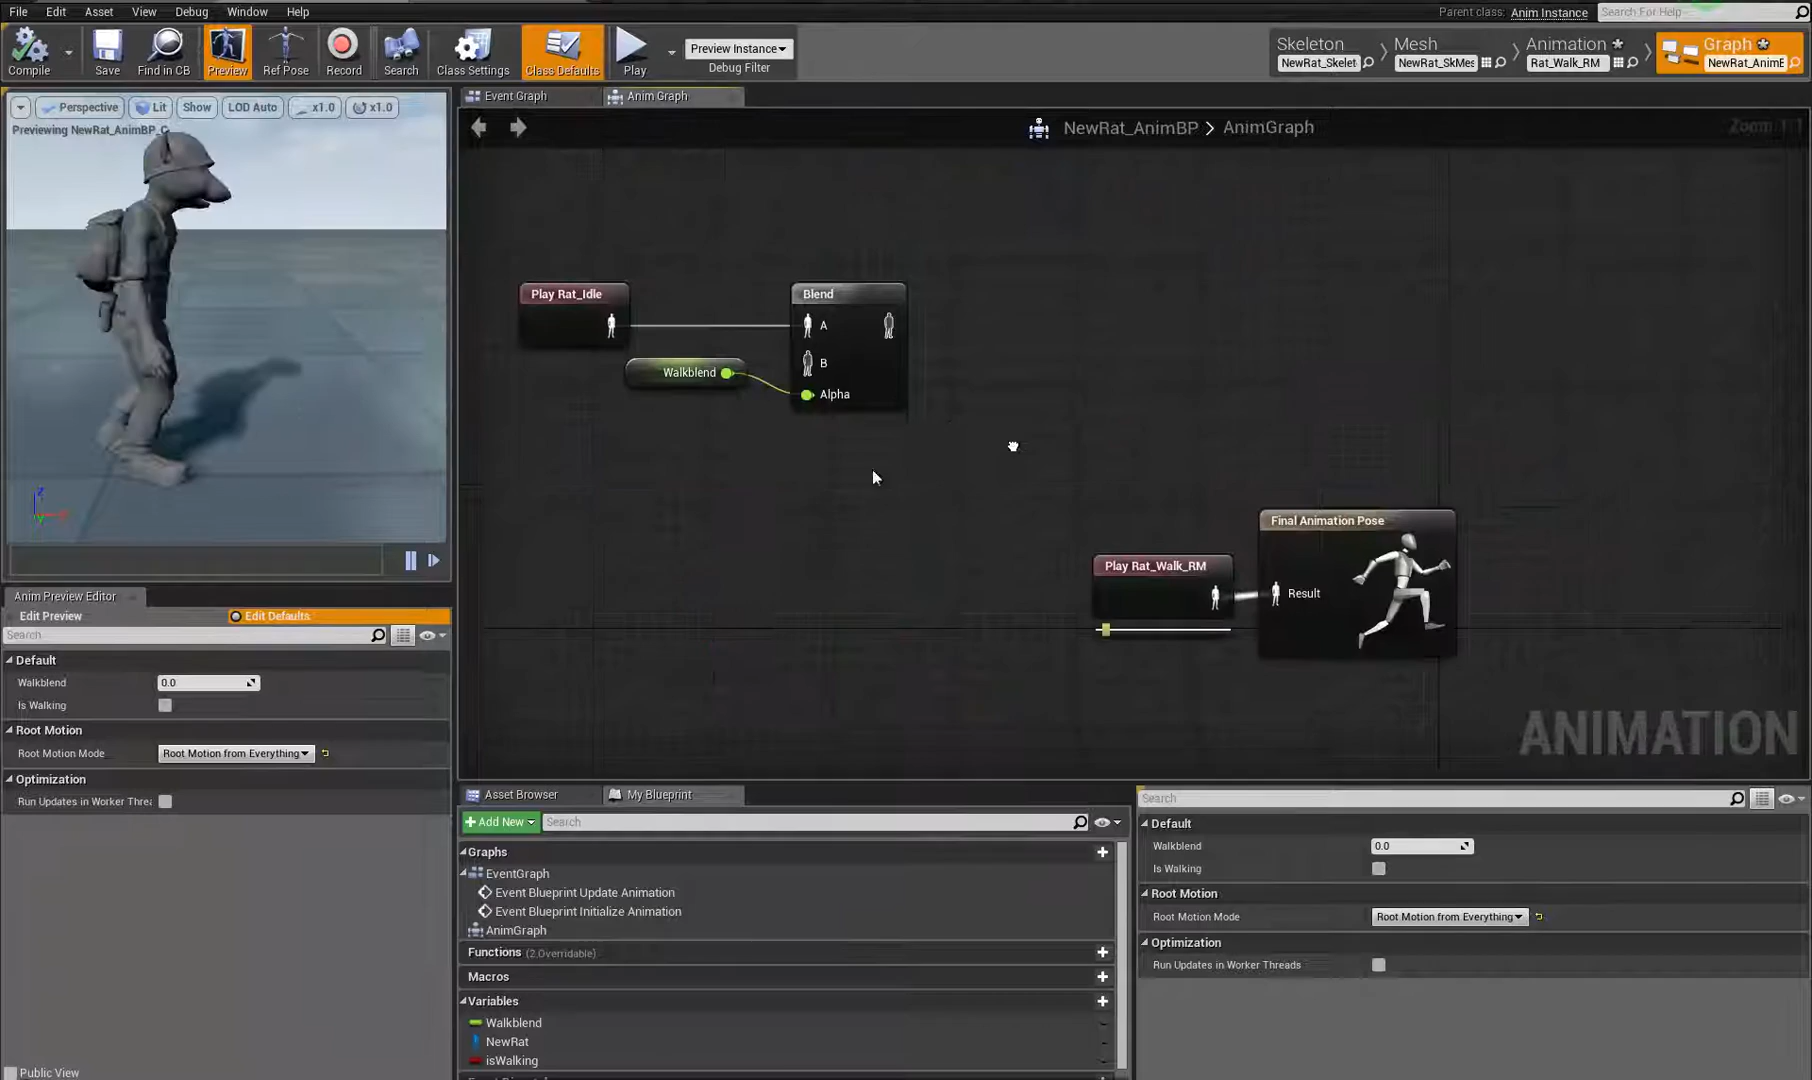 File Edit Asset View Debug Window Help
Parent class: Anim Instance Search For Help
Compile Save Find in CB Preview Ref Pose Record Search Class Settings Class Defaults Play
Preview Instance
Debug Filter
Skeleton
NewRat_Skelet
Mesh
NewRat_SkMes
Animation
Rat_Walk_RM
Graph
NewRat_AnimE
Perspective Lit Show LOD Auto x1.0 x1.0
Previewing NewRat_AnimBP_C
Event Graph Anim Graph
NewRat_AnimBP > AnimGraph
Zoom 1:1
Play Rat_Idle
Blend
A
B
Walkblend
Alpha
Final Animation Pose
Play Rat_Walk_RM
Result
ANIMATION
Anim Preview Editor
Edit Preview Edit Defaults
Search
Default
Walkblend 0.0
Is Walking
Root Motion
Root Motion Mode Root Motion from Everything
Optimization
Run Updates in Worker Threa
Public View
Asset Browser My Blueprint
Add New Search
Graphs
EventGraph
Event Blueprint Update Animation
Event Blueprint Initialize Animation
AnimGraph
Functions (2 Overridable)
Macros
Variables
Walkblend
NewRat
isWalking
Search
Default
Walkblend 0.0
Is Walking
Root Motion
Root Motion Mode Root Motion from Everything
Optimization
Run Updates in Worker Threads